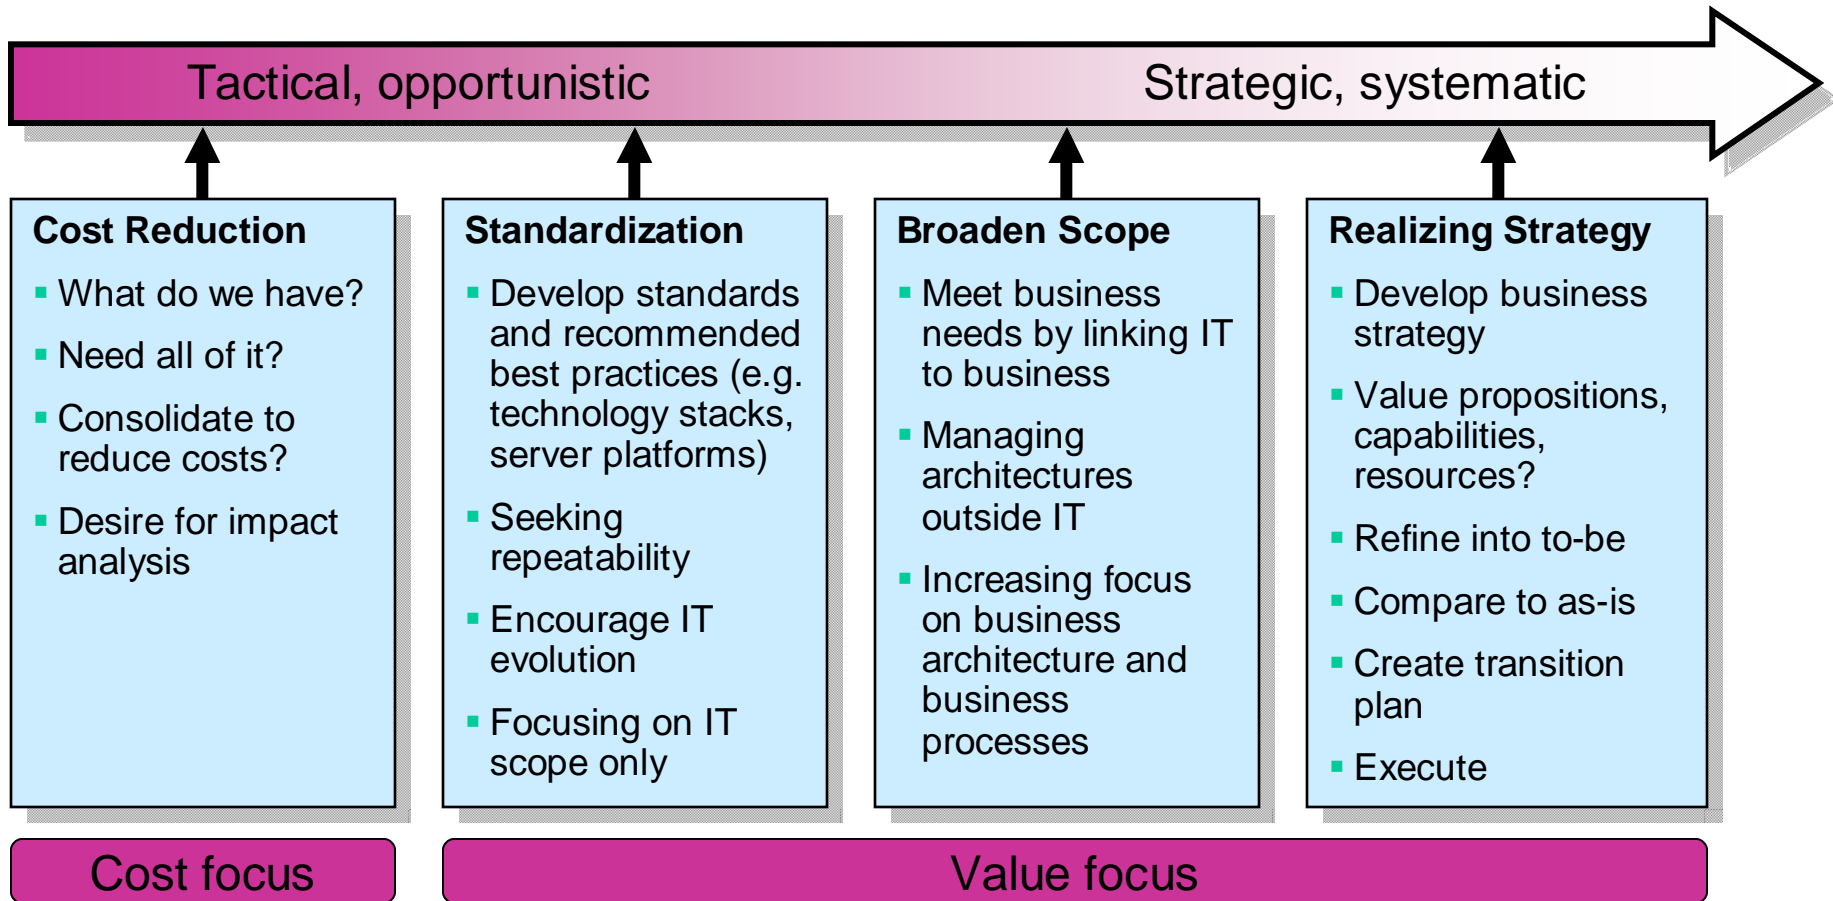 Tactical, opportunistic
Strategic, systematic
Cost Reduction
▪ What do we have?
▪ Need all of it?
▪ Consolidate to
reduce costs?
▪ Desire for impact
analysis
Standardization
▪ Develop standards
and recommended
best practices (e.g.
technology stacks,
server platforms)
▪ Seeking
repeatability
▪ Encourage IT
evolution
▪ Focusing on IT
scope only
Broaden Scope
▪ Meet business
needs by linking IT
to business
▪ Managing
architectures
outside IT
▪ Increasing focus
on business
architecture and
business
processes
Realizing Strategy
▪ Develop business
strategy
▪ Value propositions,
capabilities,
resources?
▪ Refine into to-be
▪ Compare to as-is
▪ Create transition
plan
▪ Execute
Cost focus
Value focus